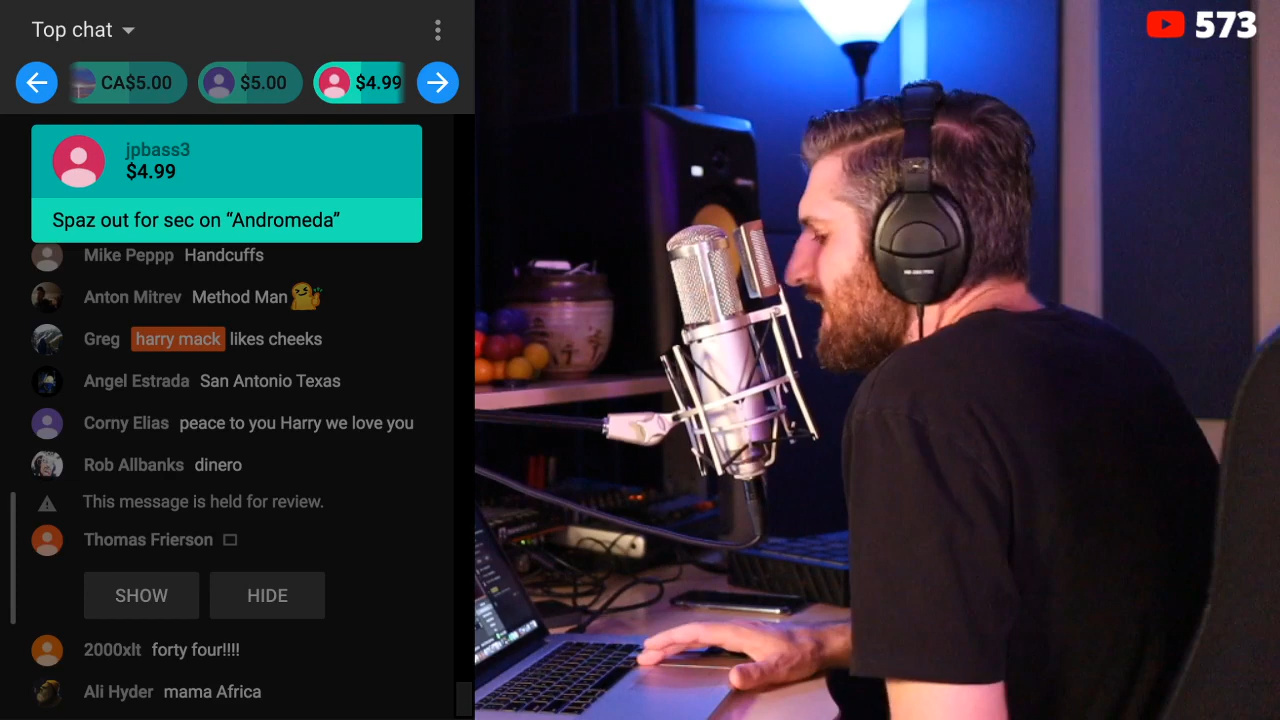 Top chat
CA$5.00
$5.00
$4.99
573
jpbass3
$4.99
Spaz out for sec on “Andromeda”
Mike Peppp Handcuffs
Anton Mitrev Method Man
Greg harry mack likes cheeks
Angel Estrada San Antonio Texas
Corny Elias peace to you Harry we love you
Rob Allbanks dinero
This message is held for review.
Thomas Frierson
SHOW
HIDE
2000xlt forty four!!!!
Ali Hyder mama Africa